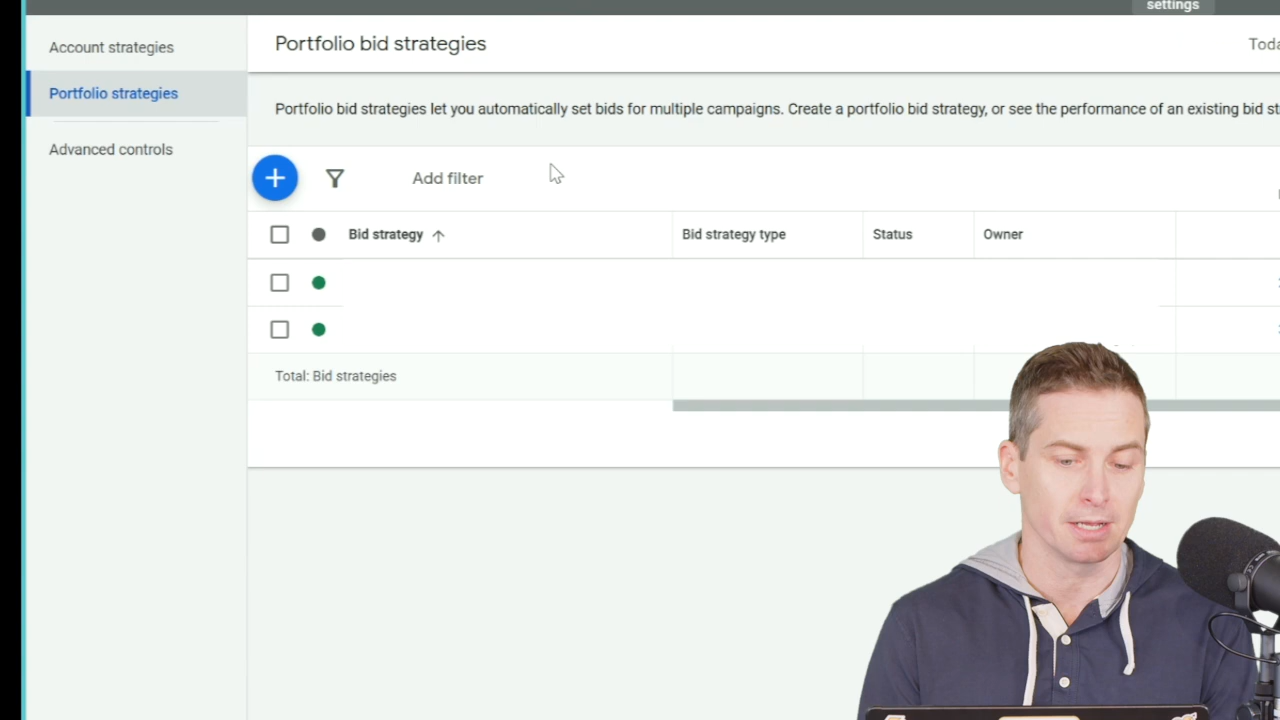 settings
Account strategies
Portfolio strategies
Advanced controls
Portfolio bid strategies
Portfolio bid strategies let you automatically set bids for multiple campaigns. Create a portfolio bid strategy, or see the performance of an existing bid
Add filter
Bid strategy
Bid strategy type
Status
Owner
Total: Bid strategies